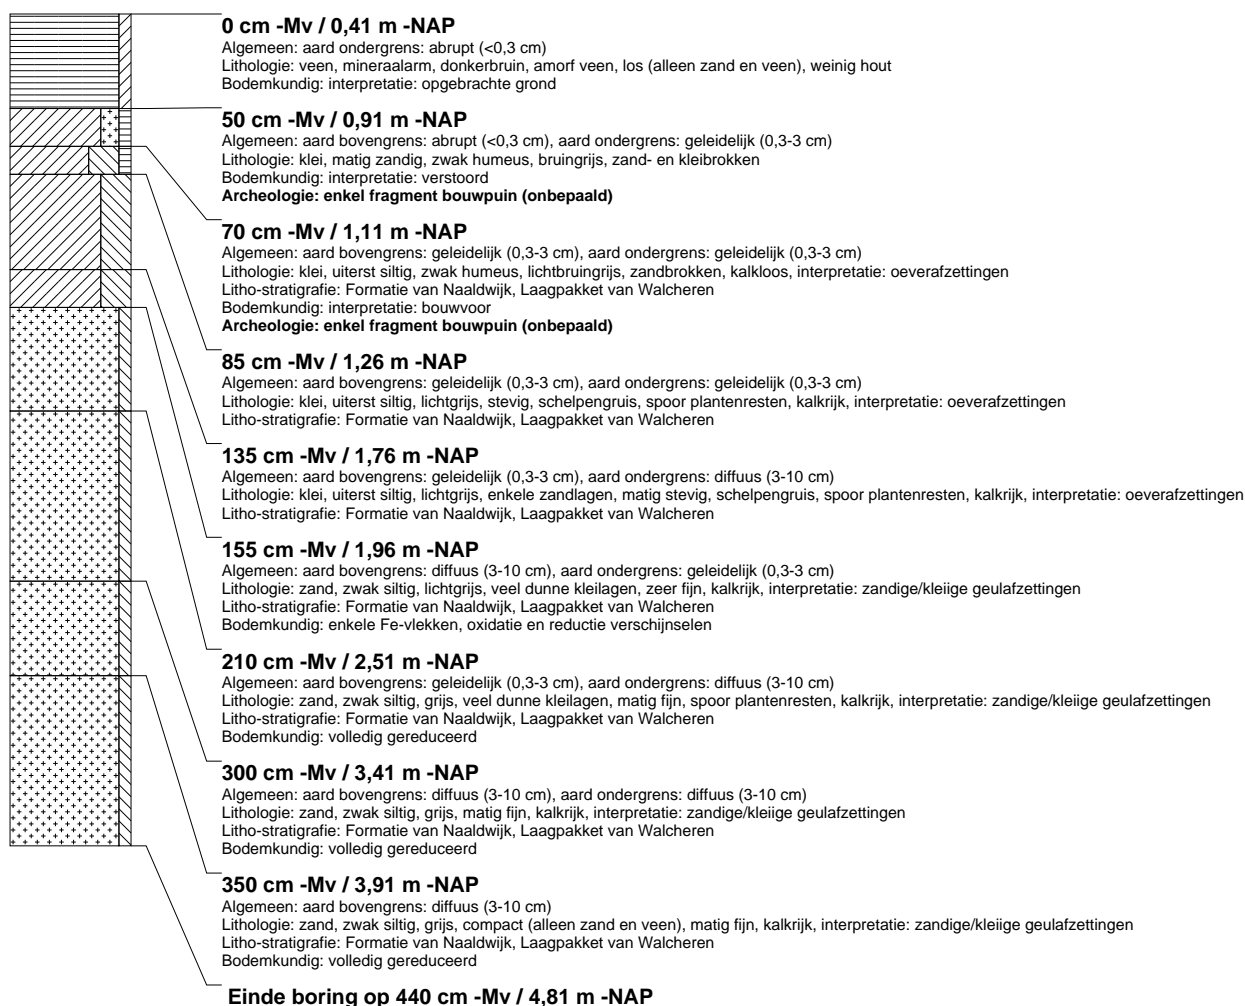 0 cm -Mv / 0,41 m -NAP
Algemeen: aard ondergrens: abrupt (<0,3 cm)
Lithologie: veen, mineraalarm, donkerbruin, amorf veen, los (alleen zand en veen), weinig hout
Bodemkundig: interpretatie: opgebrachte grond
50 cm -Mv / 0,91 m -NAP
Algemeen: aard bovengrens: abrupt (<0,3 cm), aard ondergrens: geleidelijk (0,3-3 cm)
Lithologie: klei, matig zandig, zwak humeus, bruingrijs, zand- en kleibrokken
Bodemkundig: interpretatie: verstoord
Archeologie: enkel fragment bouwpuin (onbepaald)
70 cm -Mv / 1,11 m -NAP
Algemeen: aard bovengrens: geleidelijk (0,3-3 cm), aard ondergrens: geleidelijk (0,3-3 cm)
Lithologie: klei, uiterst siltig, zwak humeus, lichtbruingrijs, zandbrokken, kalkloos, interpretatie: oeverafzettingen
Litho-stratigrafie: Formatie van Naaldwijk, Laagpakket van Walcheren
Bodemkundig: interpretatie: bouwvoor
Archeologie: enkel fragment bouwpuin (onbepaald)
85 cm -Mv / 1,26 m -NAP
Algemeen: aard bovengrens: geleidelijk (0,3-3 cm), aard ondergrens: geleidelijk (0,3-3 cm)
Lithologie: klei, uiterst siltig, lichtgrijs, stevig, schelpengruis, spoor plantenresten, kalkrijk, interpretatie: oeverafzettingen
Litho-stratigrafie: Formatie van Naaldwijk, Laagpakket van Walcheren
135 cm -Mv / 1,76 m -NAP
Algemeen: aard bovengrens: geleidelijk (0,3-3 cm), aard ondergrens: diffuus (3-10 cm)
Lithologie: klei, uiterst siltig, lichtgrijs, enkele zandlagen, matig stevig, schelpengruis, spoor plantenresten, kalkrijk, interpretatie: oeverafzettingen
Litho-stratigrafie: Formatie van Naaldwijk, Laagpakket van Walcheren
155 cm -Mv / 1,96 m -NAP
Algemeen: aard bovengrens: diffuus (3-10 cm), aard ondergrens: geleidelijk (0,3-3 cm)
Lithologie: zand, zwak siltig, lichtgrijs, veel dunne kleilagen, zeer fijn, kalkrijk, interpretatie: zandige/kleiige geulafzettingen
Litho-stratigrafie: Formatie van Naaldwijk, Laagpakket van Walcheren
Bodemkundig: enkele Fe-vlekken, oxidatie en reductie verschijnselen
210 cm -Mv / 2,51 m -NAP
Algemeen: aard bovengrens: geleidelijk (0,3-3 cm), aard ondergrens: diffuus (3-10 cm)
Lithologie: zand, zwak siltig, grijs, veel dunne kleilagen, matig fijn, spoor plantenresten, kalkrijk, interpretatie: zandige/kleiige geulafzettingen
Litho-stratigrafie: Formatie van Naaldwijk, Laagpakket van Walcheren
Bodemkundig: volledig gereduceerd
300 cm -Mv / 3,41 m -NAP
Algemeen: aard bovengrens: diffuus (3-10 cm), aard ondergrens: diffuus (3-10 cm)
Lithologie: zand, zwak siltig, grijs, matig fijn, kalkrijk, interpretatie: zandige/kleiige geulafzettingen
Litho-stratigrafie: Formatie van Naaldwijk, Laagpakket van Walcheren
Bodemkundig: volledig gereduceerd
350 cm -Mv / 3,91 m -NAP
Algemeen: aard bovengrens: diffuus (3-10 cm)
Lithologie: zand, zwak siltig, grijs, compact (alleen zand en veen), matig fijn, kalkrijk, interpretatie: zandige/kleiige geulafzettingen
Litho-stratigrafie: Formatie van Naaldwijk, Laagpakket van Walcheren
Bodemkundig: volledig gereduceerd
Einde boring op 440 cm -Mv / 4,81 m -NAP